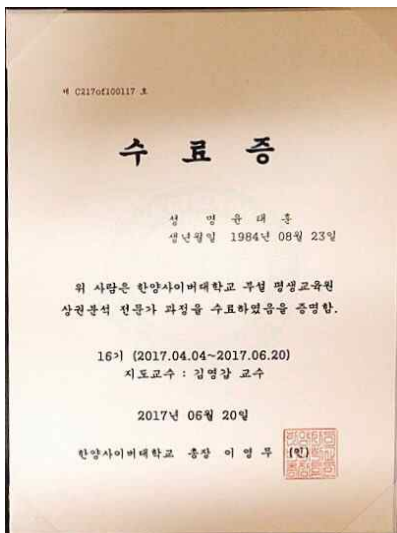 제 C217of100117 호
수 료 증
성 명 윤 대 훈
생년월일 1984년 08월 23일
위 사람은 한양사이버대학교 부설 평생교육원
상권분석 전문가 과정을 수료하였음을 증명함.
16기 (2017.04.04~2017.06.20)
지도교수 : 김영갑 교수
2017년 06월 20일
한양사이버대학교 총장 이 영 무 (인)